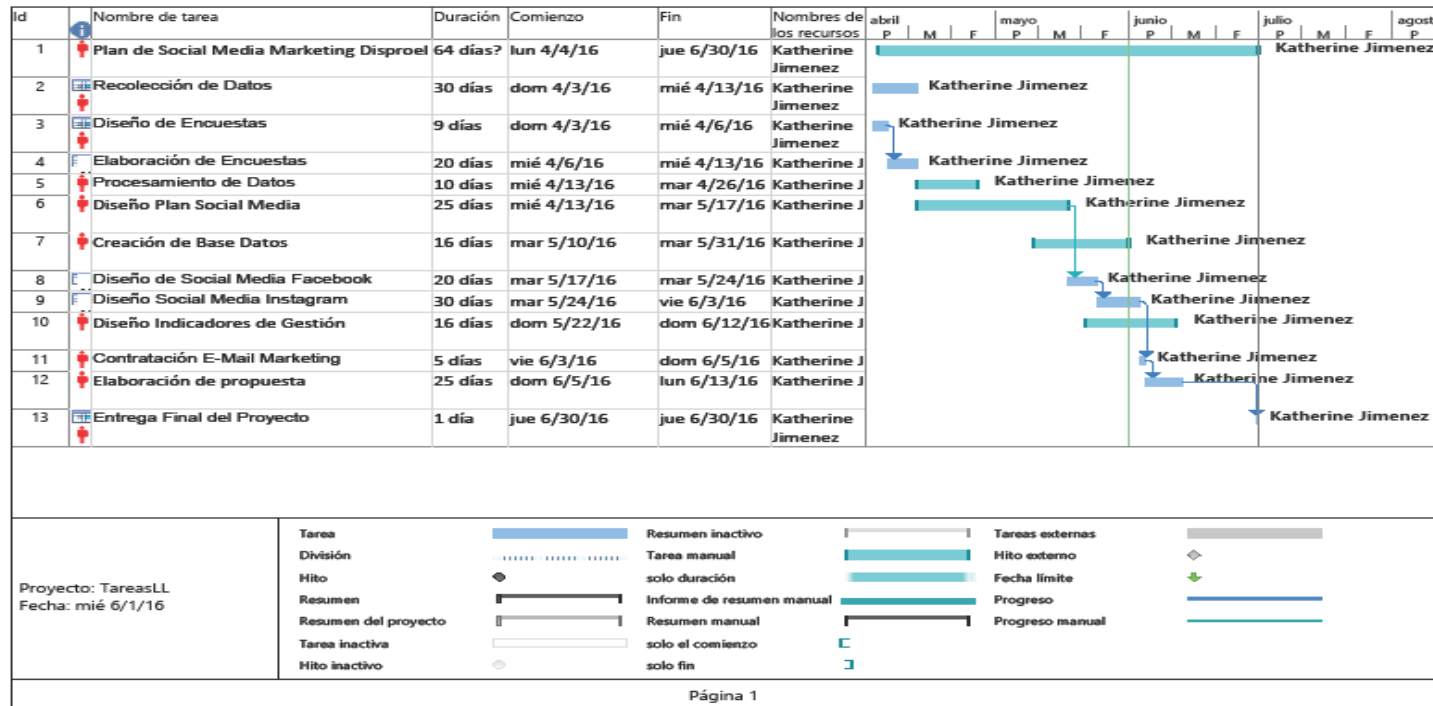 Id Nombre de tarea Duración Comienzo Fin Nombres de los recursos abril mayo junio julio agost
P M F P M F P M F P M F P
1 Plan de Social Media Marketing Disproel 64 días? lun 4/4/16 jue 6/30/16 Katherine Jimenez Katherine Jimenez
2 Recolección de Datos 30 días dom 4/3/16 mié 4/13/16 Katherine Jimenez Katherine Jimenez
3 Diseño de Encuestas 9 días dom 4/3/16 mié 4/6/16 Katherine Jimenez Katherine Jimenez
4 Elaboración de Encuestas 20 días mié 4/6/16 mié 4/13/16 Katherine J Katherine Jimenez
5 Procesamiento de Datos 10 días mié 4/13/16 mar 4/26/16 Katherine J Katherine Jimenez
6 Diseño Plan Social Media 25 días mié 4/13/16 mar 5/17/16 Katherine J Katherine Jimenez
7 Creación de Base Datos 16 días mar 5/10/16 mar 5/31/16 Katherine J Katherine Jimenez
8 Diseño de Social Media Facebook 20 días mar 5/17/16 mar 5/24/16 Katherine J Katherine Jimenez
9 Diseño Social Media Instagram 30 días mar 5/24/16 vie 6/3/16 Katherine J Katherine Jimenez
10 Diseño Indicadores de Gestión 16 días dom 5/22/16 dom 6/12/16 Katherine J Katherine Jimenez
11 Contratación E-Mail Marketing 5 días vie 6/3/16 dom 6/5/16 Katherine J Katherine Jimenez
12 Elaboración de propuesta 25 días dom 6/5/16 lun 6/13/16 Katherine J Katherine Jimenez
13 Entrega Final del Proyecto 1 día jue 6/30/16 jue 6/30/16 Katherine Jimenez Katherine Jimenez
Proyecto: TareasLL
Fecha: mié 6/1/16
Tarea Resumen inactivo Tareas externas
División Tarea manual Hito externo
Hito solo duración Fecha límite
Resumen Informe de resumen manual Progreso
Resumen del proyecto Resumen manual Progreso manual
Tarea inactiva solo el comienzo
Hito inactivo solo fin
Página 1